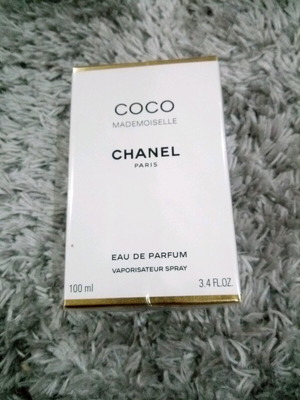 COCO
MADEMOISELLE
CHANEL
PARIS
EAU DE PARFUM
VAPORISATEUR SPRAY
100 ml 3.4 FL.OZ.